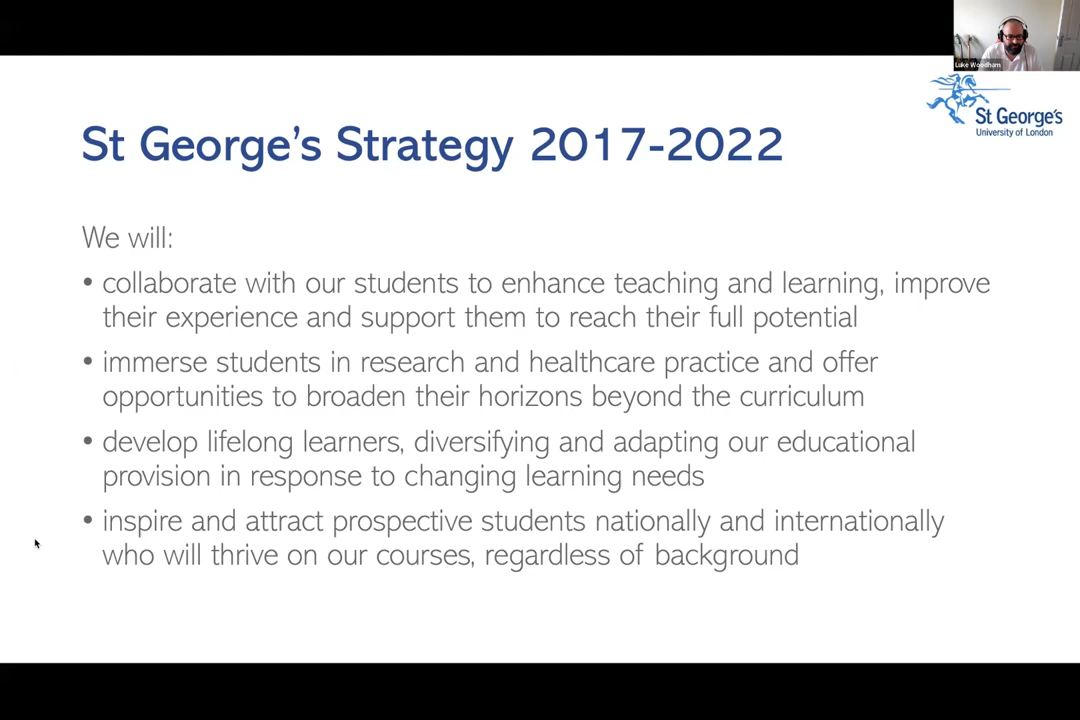 Luke Woodham
St George's
University of London
St George's Strategy 2017-2022
We will:
• collaborate with our students to enhance teaching and learning, improve
their experience and support them to reach their full potential
• immerse students in research and healthcare practice and offer
opportunities to broaden their horizons beyond the curriculum
• develop lifelong learners, diversifying and adapting our educational
provision in response to changing learning needs
• inspire and attract prospective students nationally and internationally
who will thrive on our courses, regardless of background